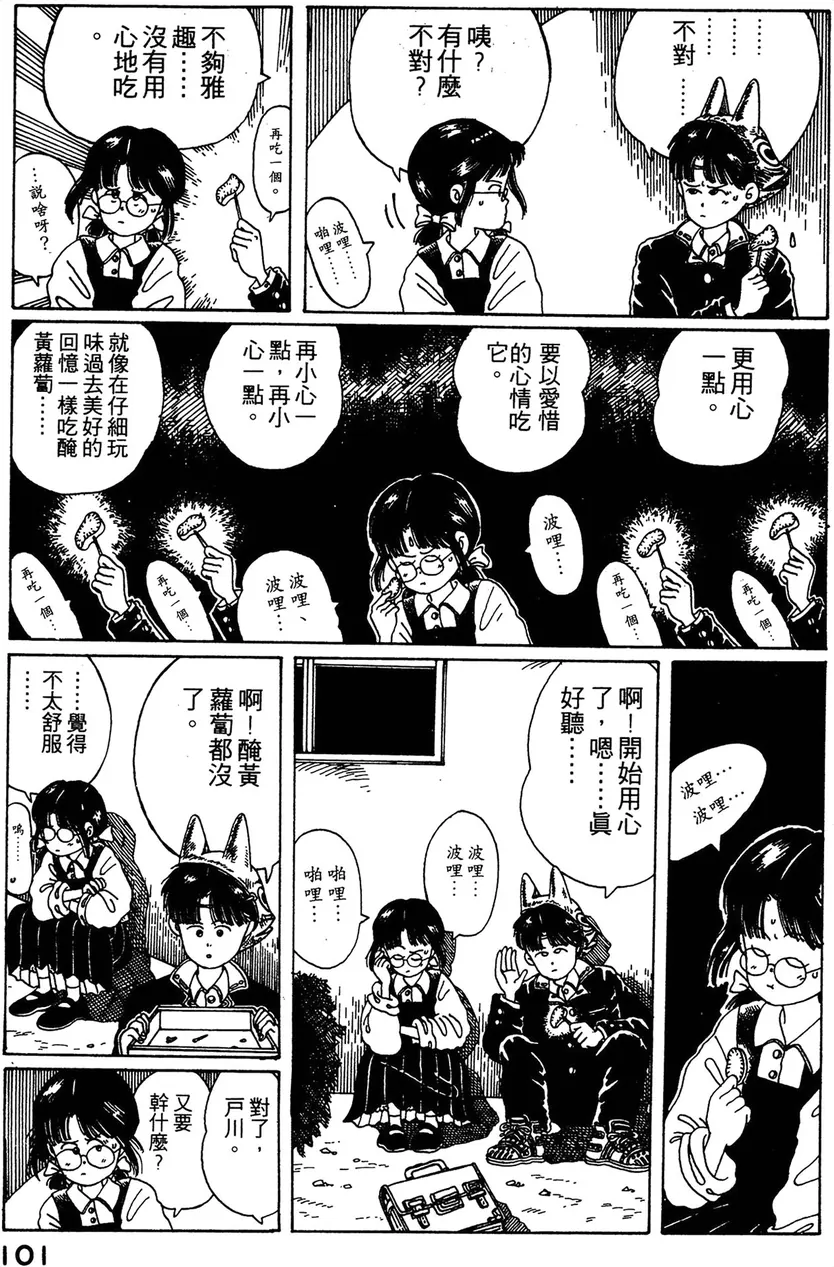 ………
………
不對……
咦？
有什麼
不對？
波哩……
啪哩……
不夠雅
趣……
沒有用
心地吃
。
再吃一個。
…說啥呀？
更用心
一點。
要以愛惜
的心情吃
它。
再小心一
點，再小
心一點。
就像在仔細玩
味過去美好的
回憶一樣吃醃
黃蘿蔔……
再吃一個…
再吃一個…
波哩…
波哩、
波哩…
再吃一個…
再吃一個…
波哩…
波哩…
啊！開始用心
了，嗯……眞
好聽……
波哩…
波哩…
啪哩…
啪哩…
啊！醃黃
蘿蔔都沒
了。
……覺得
不太舒服
嗚…
對了，
戸川。
又要
幹什麼？
101